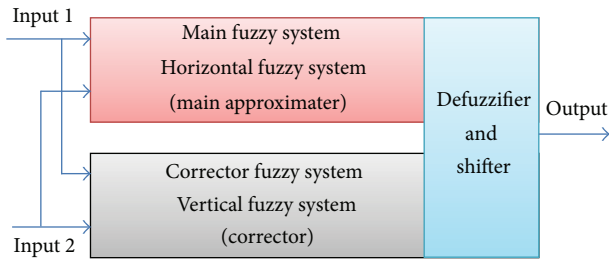 Input 1
Main fuzzy system
Horizontal fuzzy system
(main approximater)
Defuzzifier
and
shifter
Output
Corrector fuzzy system
Vertical fuzzy system
(corrector)
Input 2